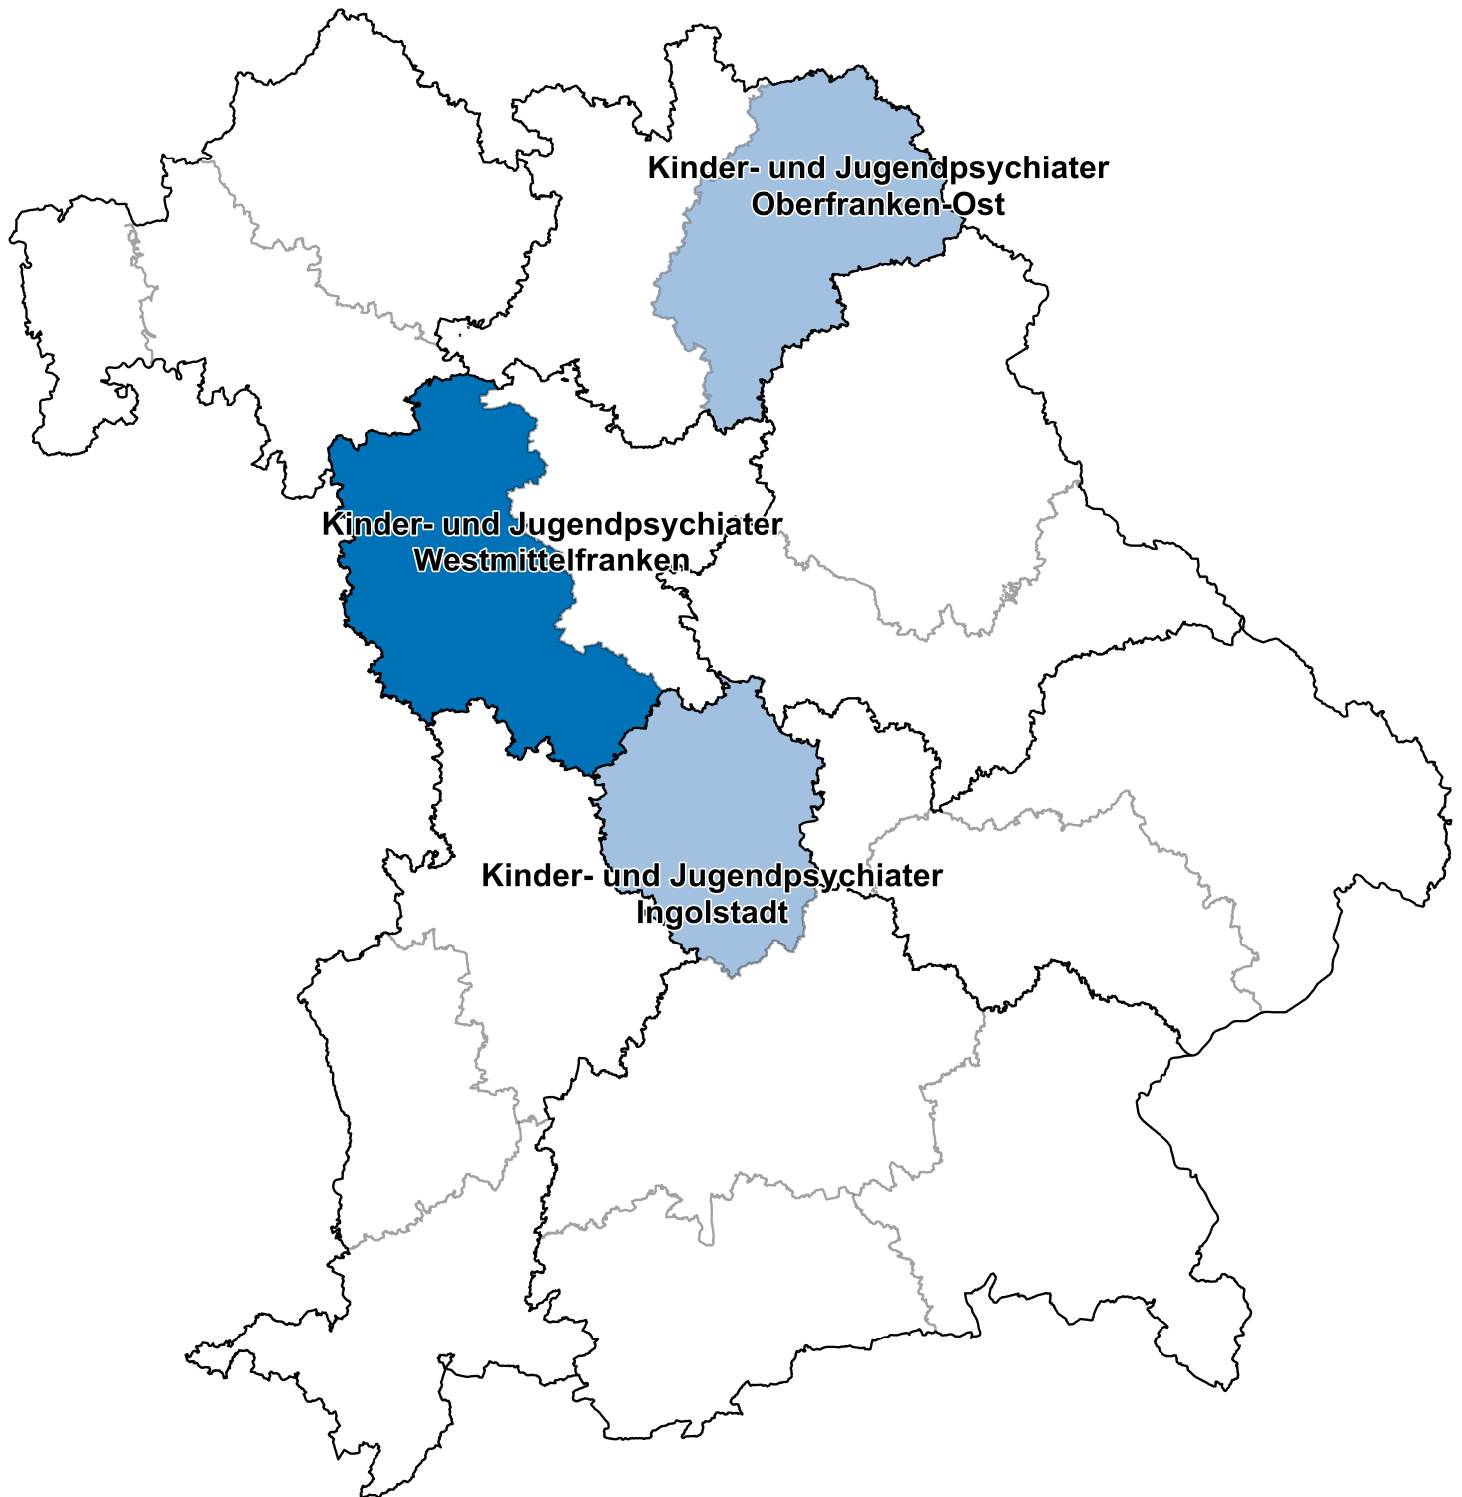 Kinder- und Jugendpsychiater
Oberfranken-Ost
Kinder- und Jugendpsychiater
Westmittelfranken
Kinder- und Jugendpsychiater
Ingolstadt